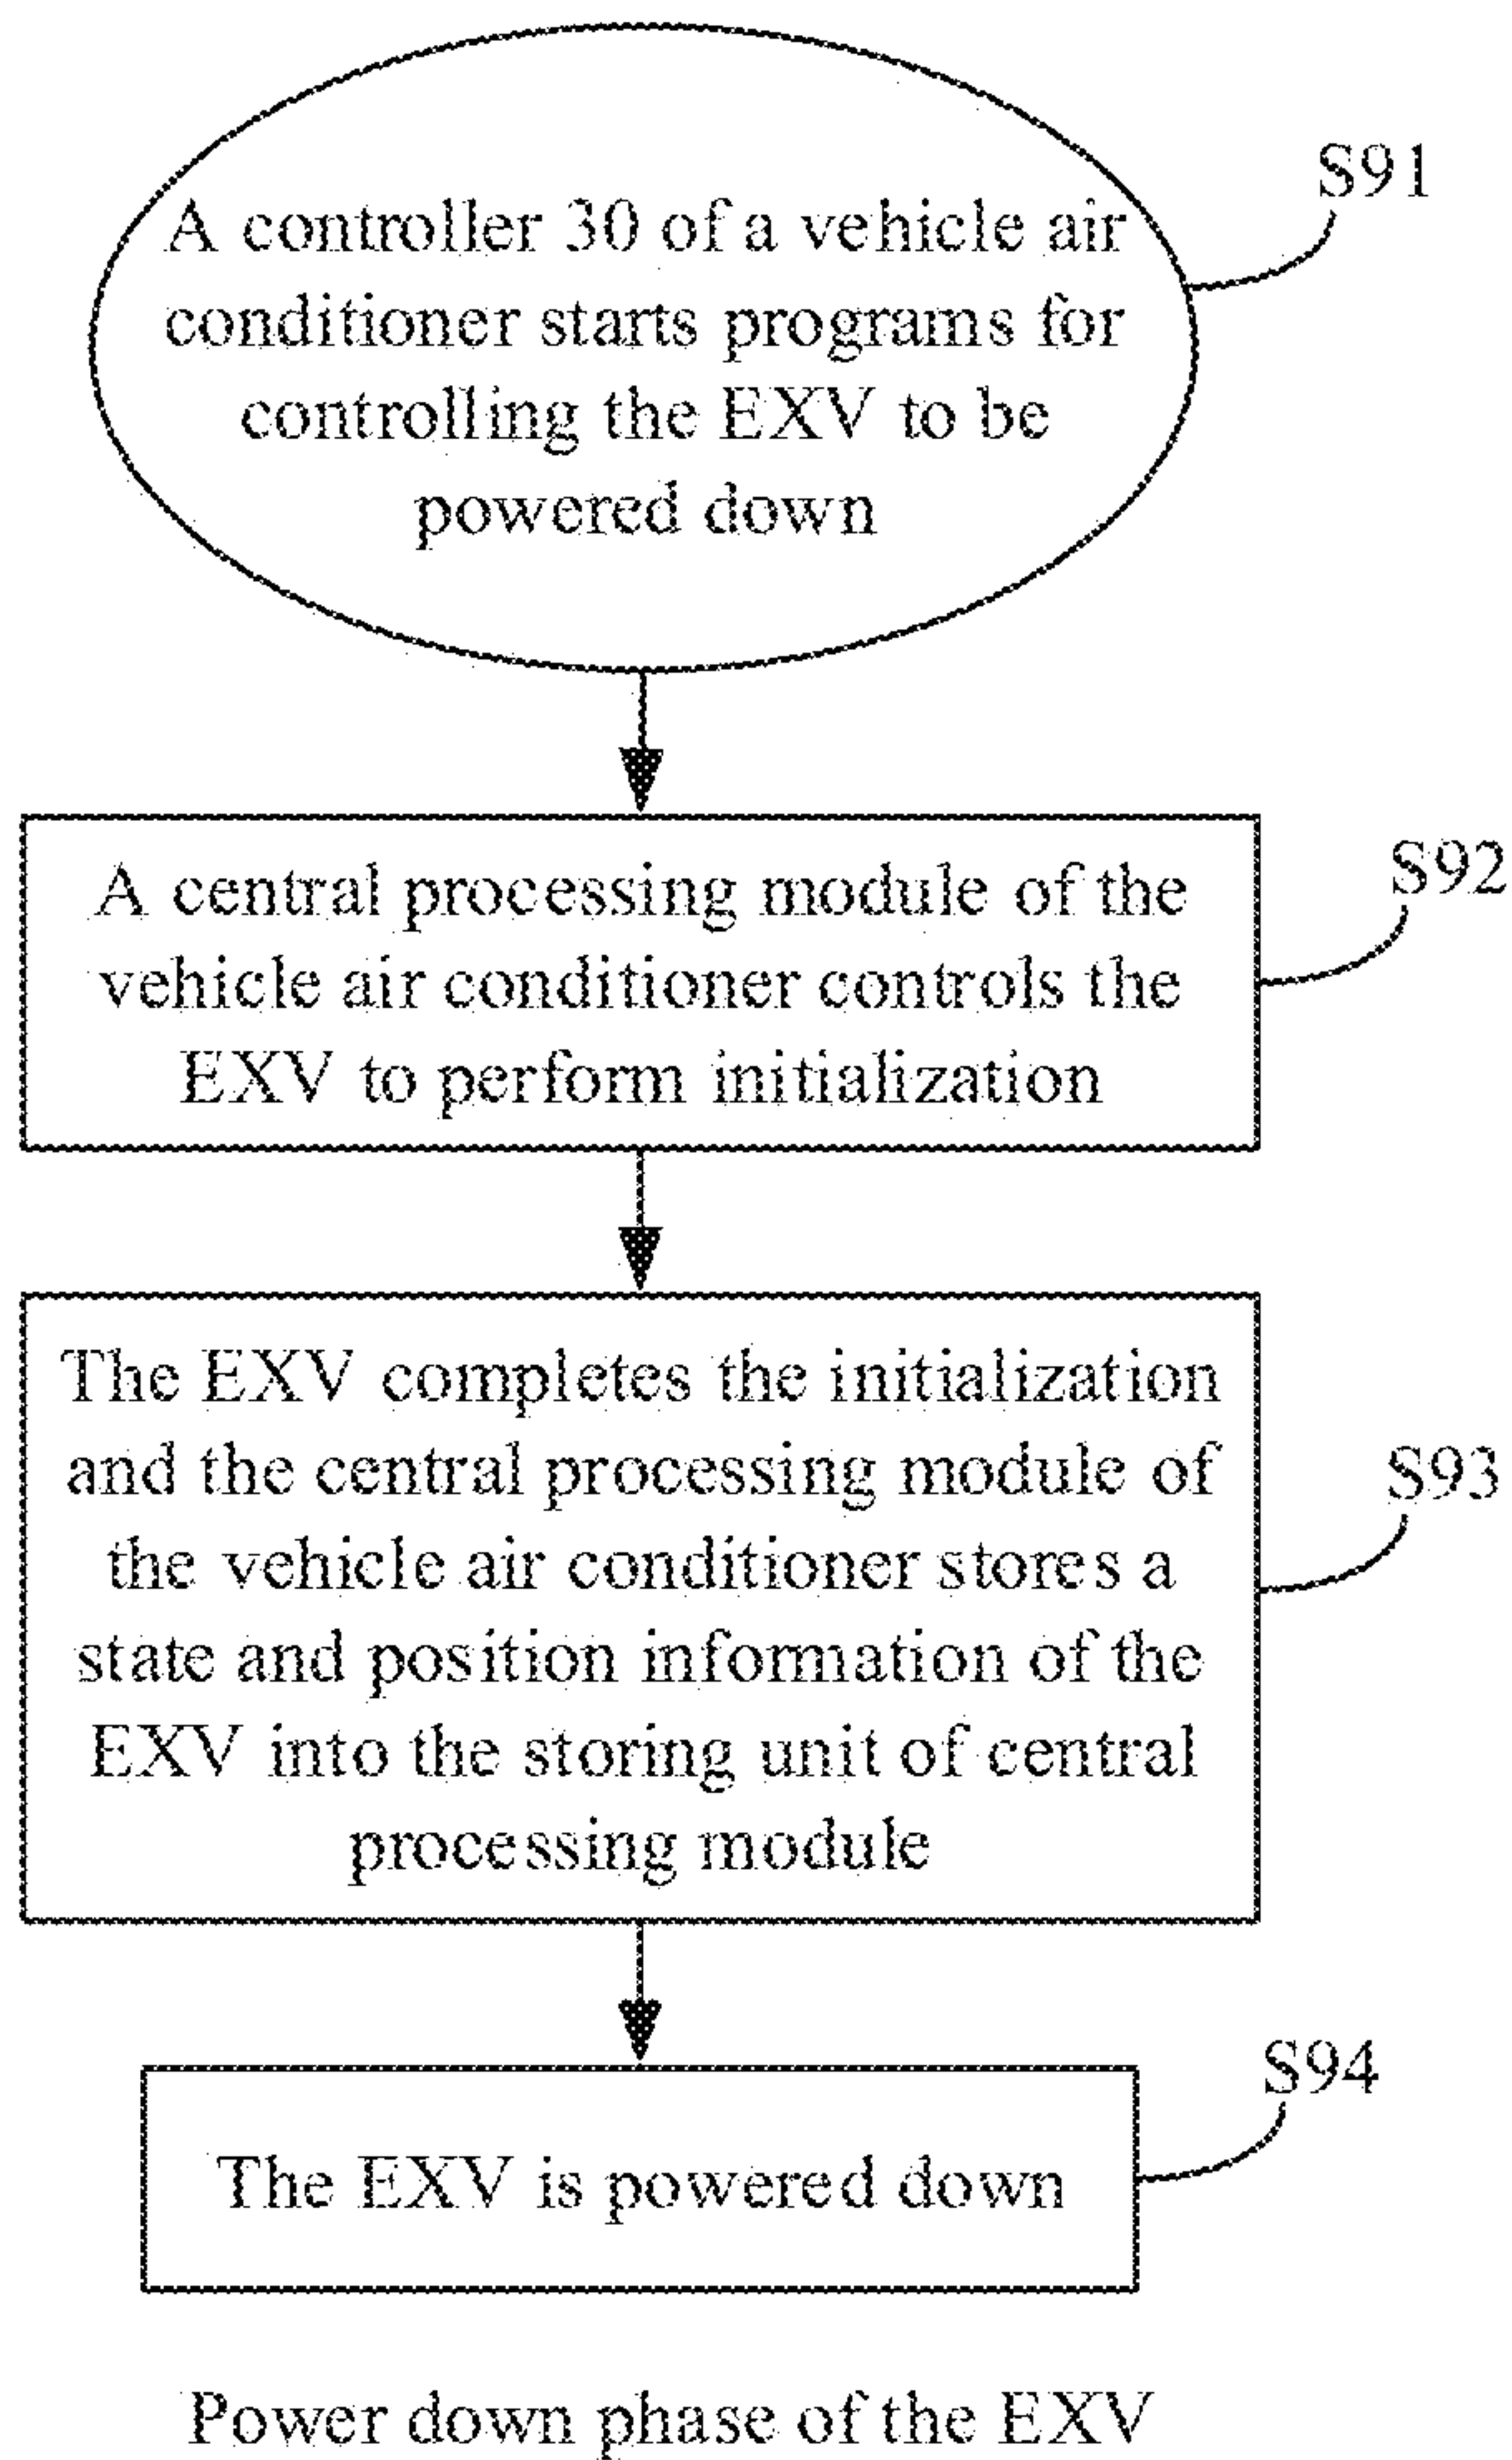 A controller 30 of a vehicle air
conditioner starts programs for
controlling the EXV to be
powered down
S91
A central processing module of the
vehicle air conditioner controls the
EXV to perform initialization
S92
The EXV completes the initialization
and the central processing module of
the vehicle air conditioner stores a
state and position information of the
EXV into the storing unit of central
processing module
S93
The EXV is powered down
S94
Power down phase of the EXV